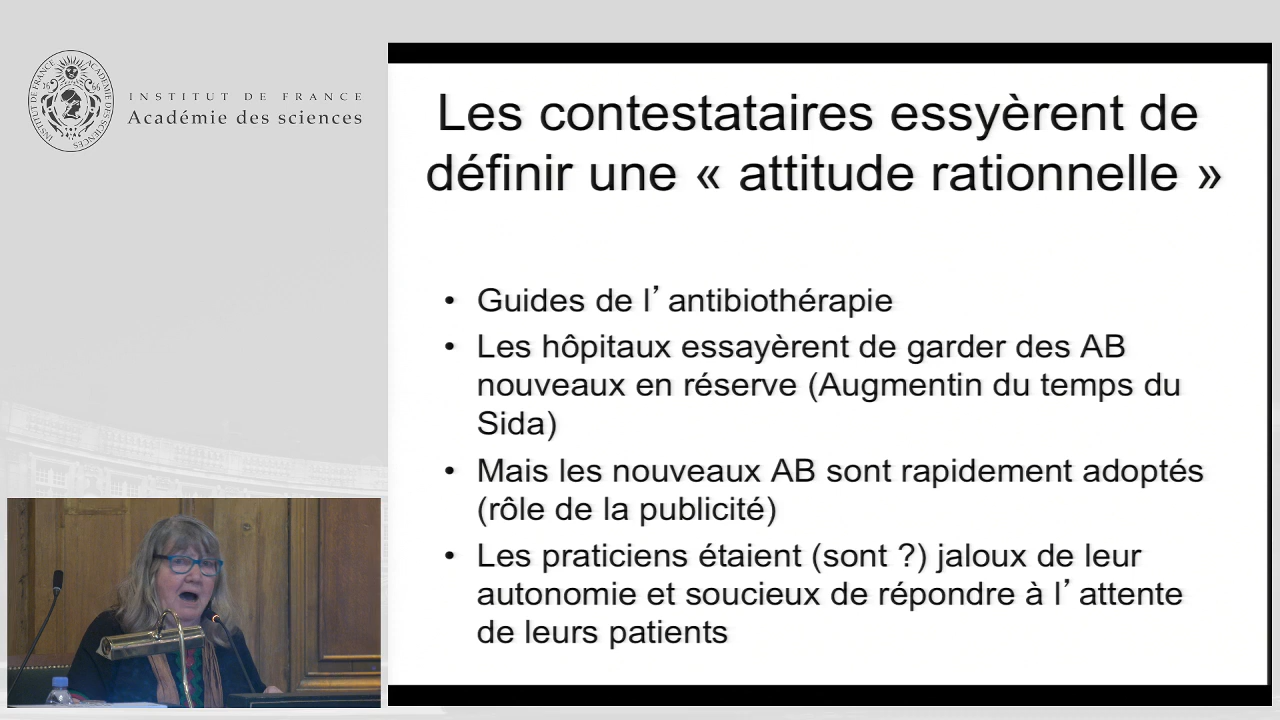 INSTITUT DE FRANCE
Académie des sciences
Les contestataires essyèrent de
définir une « attitude rationnelle »
• Guides de l’antibiothérapie
• Les hôpitaux essayèrent de garder des AB
nouveaux en réserve (Augmentin du temps du
Sida)
• Mais les nouveaux AB sont rapidement adoptés
(rôle de la publicité)
• Les praticiens étaient (sont ?) jaloux de leur
autonomie et soucieux de répondre à l’attente
de leurs patients